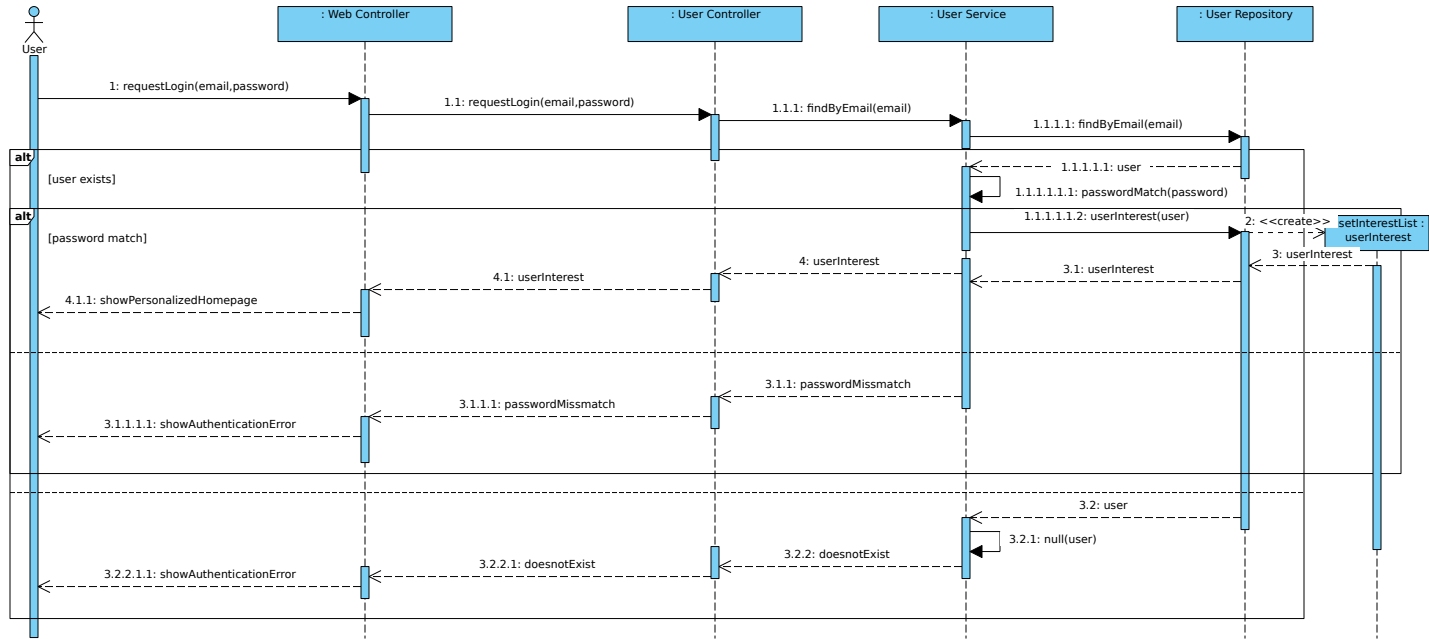 User
: Web Controller
: User Controller
: User Service
: User Repository
1: requestLogin(email,password)
1.1: requestLogin(email,password)
1.1.1: findByEmail(email)
1.1.1.1: findByEmail(email)
alt
[user exists]
1.1.1.1.1: user
1.1.1.1.1.1: passwordMatch(password)
alt
[password match]
1.1.1.1.1.2: userInterest(user)
2: <<create>>
setInterestList :
userInterest
3: userInterest
3.1: userInterest
4: userInterest
4.1: userInterest
4.1.1: showPersonalizedHomepage
3.1.1: passwordMissmatch
3.1.1.1: passwordMissmatch
3.1.1.1.1: showAuthenticationError
3.2: user
3.2.1: null(user)
3.2.2: doesnotExist
3.2.2.1: doesnotExist
3.2.2.1.1: showAuthenticationError